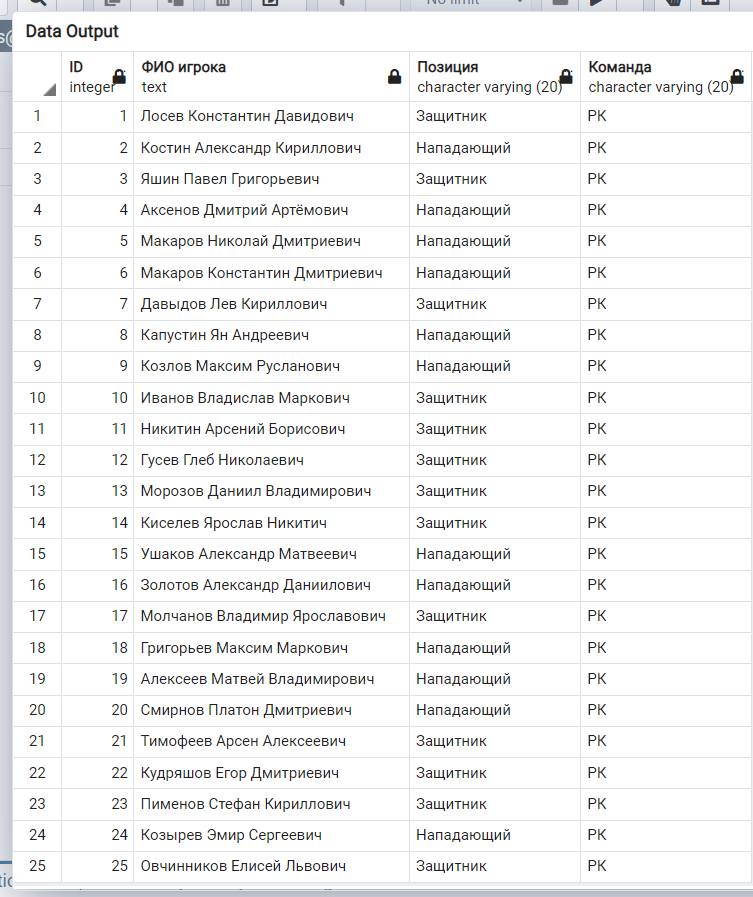 No limit
Data Output
ID ФИО игрока Позиция Команда
integer text character varying (20) character varying (20)
1 1 Лосев Константин Давидович Защитник РК
2 2 Костин Александр Кириллович Нападающий РК
3 3 Яшин Павел Григорьевич Защитник РК
4 4 Аксенов Дмитрий Артёмович Нападающий РК
5 5 Макаров Николай Дмитриевич Нападающий РК
6 6 Макаров Константин Дмитриевич Нападающий РК
7 7 Давыдов Лев Кириллович Защитник РК
8 8 Капустин Ян Андреевич Нападающий РК
9 9 Козлов Максим Русланович Нападающий РК
10 10 Иванов Владислав Маркович Защитник РК
11 11 Никитин Арсений Борисович Защитник РК
12 12 Гусев Глеб Николаевич Защитник РК
13 13 Морозов Даниил Владимирович Защитник РК
14 14 Киселев Ярослав Никитич Защитник РК
15 15 Ушаков Александр Матвеевич Нападающий РК
16 16 Золотов Александр Даниилович Нападающий РК
17 17 Молчанов Владимир Ярославович Защитник РК
18 18 Григорьев Максим Маркович Нападающий РК
19 19 Алексеев Матвей Владимирович Нападающий РК
20 20 Смирнов Платон Дмитриевич Нападающий РК
21 21 Тимофеев Арсен Алексеевич Защитник РК
22 22 Кудряшов Егор Дмитриевич Защитник РК
23 23 Пименов Стефан Кириллович Защитник РК
24 24 Козырев Эмир Сергеевич Нападающий РК
25 25 Овчинников Елисей Львович Защитник РК